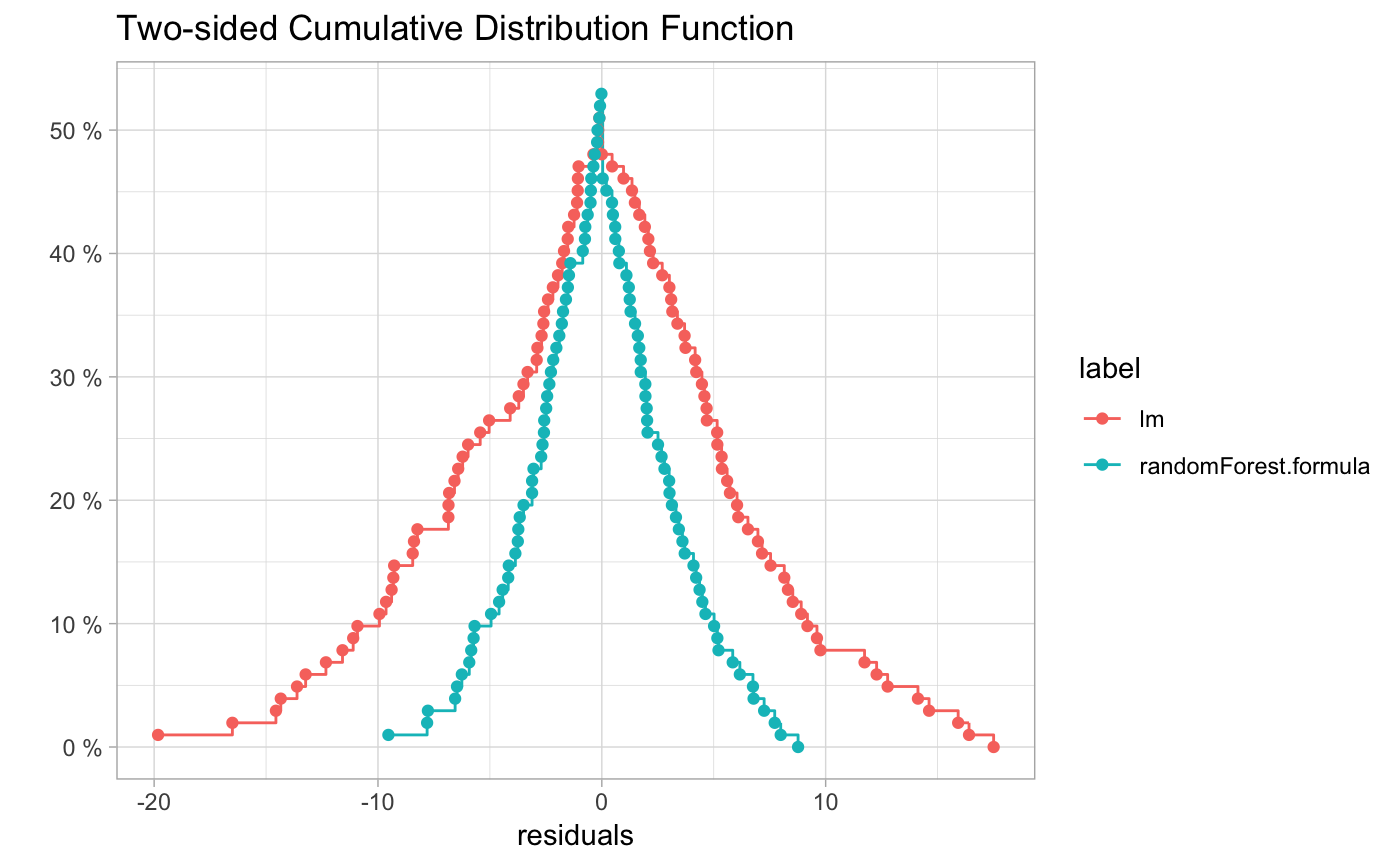 Two-sided Cumulative Distribution Function
50 %
40 %
30 %
20 %
10 %
0 %
-20
-10
0
10
residuals
label
lm
randomForest.formula